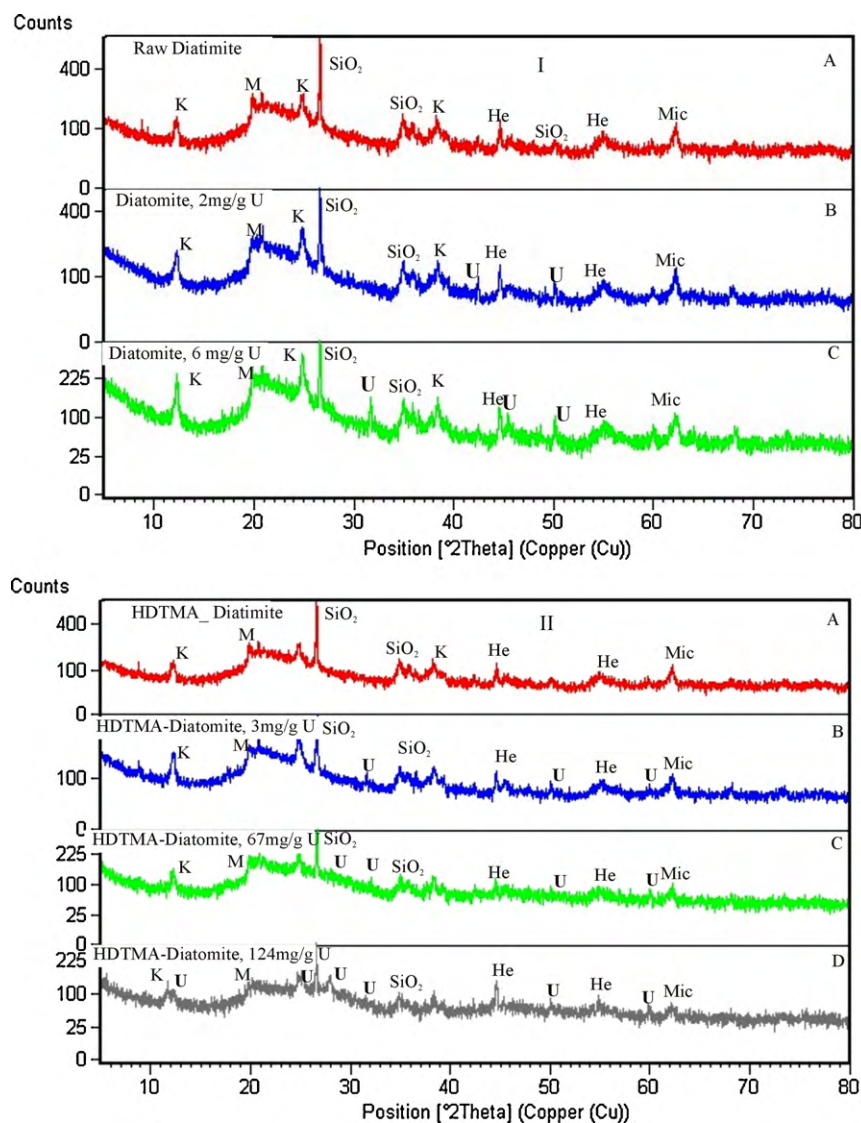 Counts
Raw Diatimite I A
400 100 0
K M K SiO₂ SiO₂ K He SiO₂ He Mic
Diatomite, 2mg/g U B
400 100 0
K M K SiO₂ SiO₂ K U He U He Mic
Diatomite, 6 mg/g U C
225 100 25 0
K M K SiO₂ U SiO₂ K He U U He Mic
10 20 30 40 50 60 70 80
Position [°2Theta] (Copper (Cu))
Counts
HDTMA_ Diatimite II A
400 100 0
K M SiO₂ SiO₂ K He He Mic
HDTMA-Diatomite, 3mg/g U B
100 0
K M SiO₂ U SiO₂ He U He U Mic
HDTMA-Diatomite, 67mg/g U C
225 100 25 0
K M SiO₂ U U SiO₂ He U He U Mic
HDTMA-Diatomite, 124mg/g U D
225 100 25 0
K U M U U U SiO₂ He U He U Mic
10 20 30 40 50 60 70 80
Position [°2Theta] (Copper (Cu))